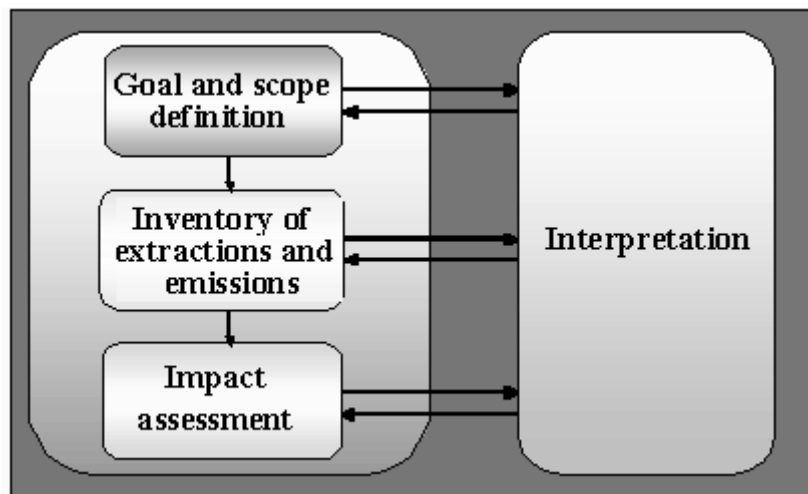 Goal and scope
definition
Inventory of
extractions and
emissions
Interpretation
Impact
assessment